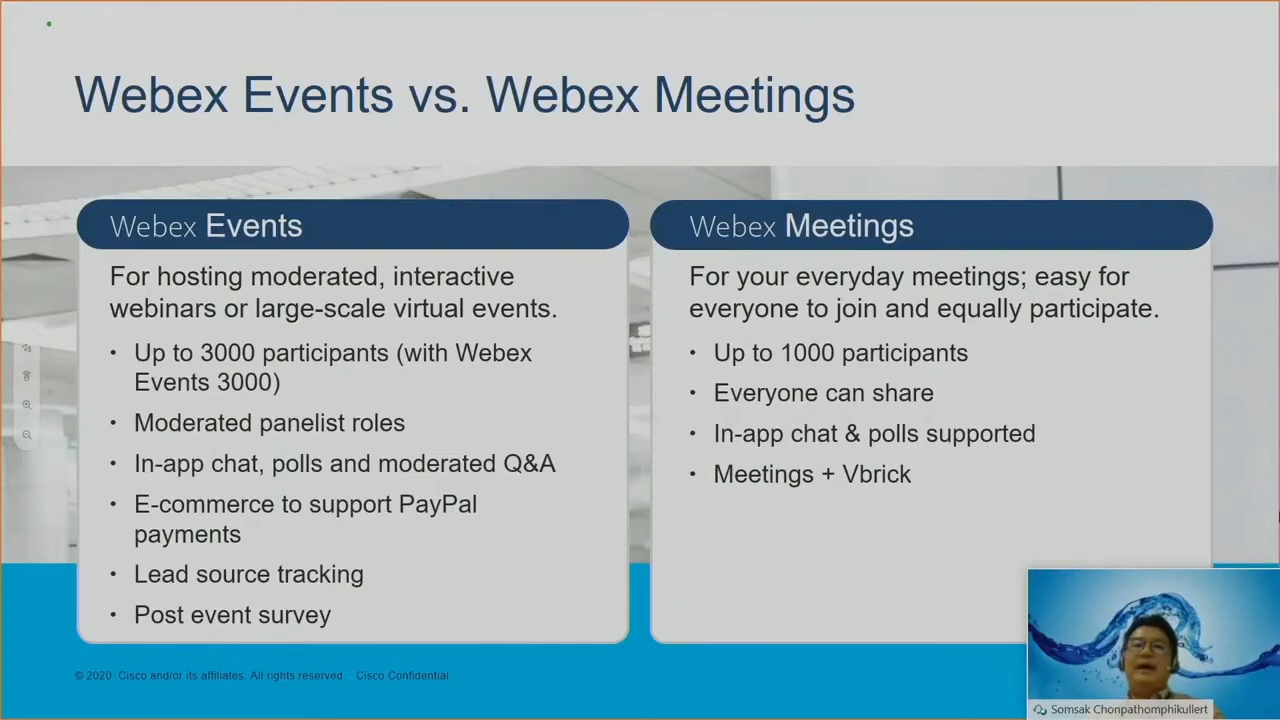 Webex Events vs. Webex Meetings
Webex Events
For hosting moderated, interactive
webinars or large-scale virtual events.
• Up to 3000 participants (with Webex
Events 3000)
• Moderated panelist roles
• In-app chat, polls and moderated Q&A
• E-commerce to support PayPal
payments
• Lead source tracking
• Post event survey
Webex Meetings
For your everyday meetings; easy for
everyone to join and equally participate.
• Up to 1000 participants
• Everyone can share
• In-app chat & polls supported
• Meetings + Vbrick
© 2020 Cisco and/or its affiliates. All rights reserved. Cisco Confidential
Somsak Chonpathomphikullert